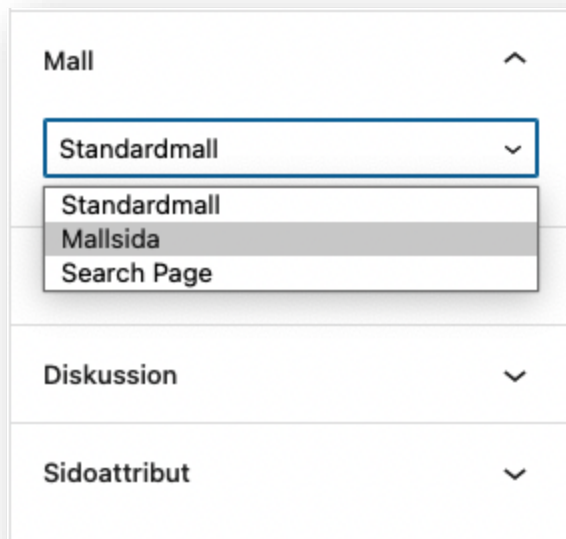 Mall
Standardmall
Standardmall
Mallsida
Search Page
Diskussion
Sidoattribut